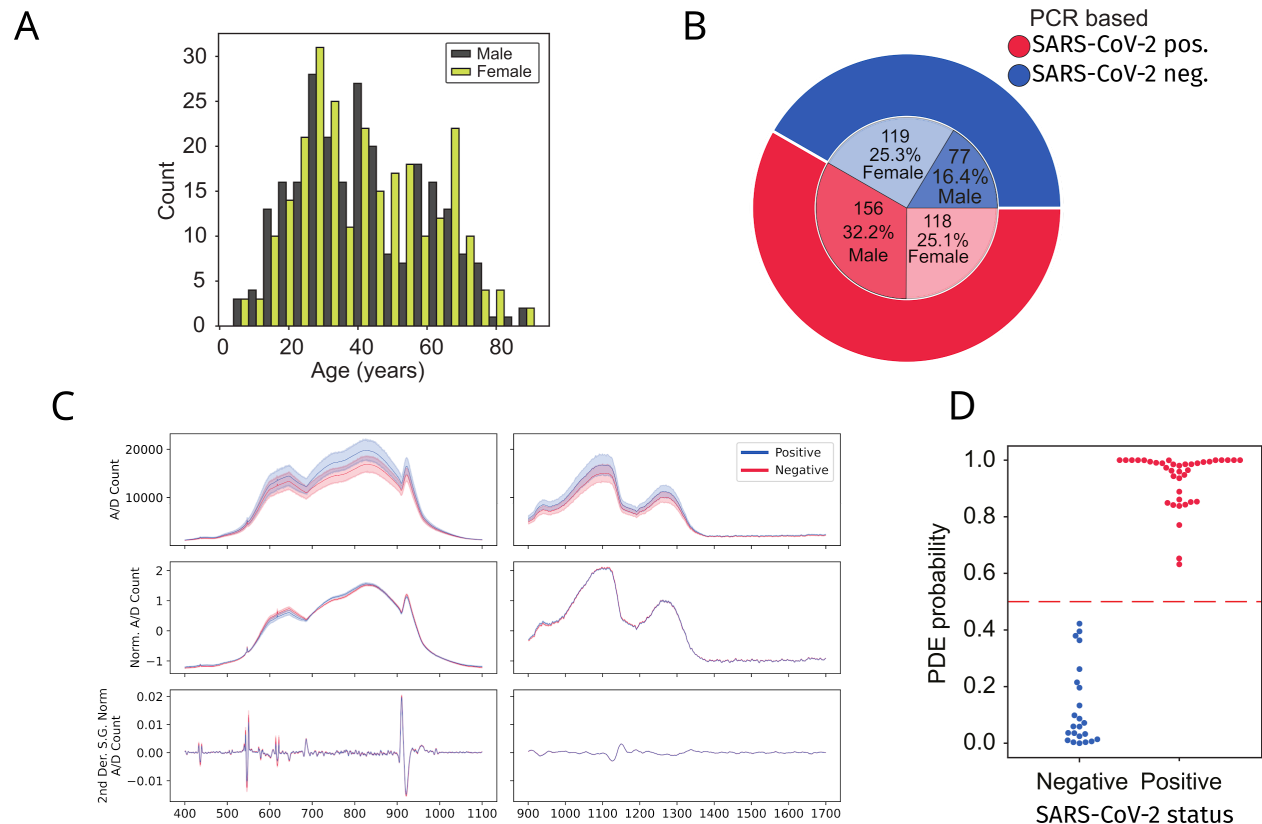 A
30
25
20
15
10
5
0
Count
Male
Female
0 20 40 60 80
Age (years)
B
PCR based
SARS-CoV-2 pos.
SARS-CoV-2 neg.
119
25.3%
Female
77
16.4%
Male
156
32.2%
Male
118
25.1%
Female
C
20000
10000
A/D Count
Positive
Negative
2
1
0
−1
Norm. A/D Count
0.02
0.01
0.00
−0.01
2nd Der. S.G. Norm
A/D Count
400 500 600 700 800 900 1000 1100
900 1000 1100 1200 1300 1400 1500 1600 1700
D
1.0
0.8
0.6
0.4
0.2
0.0
PDE probability
Negative Positive
SARS-CoV-2 status